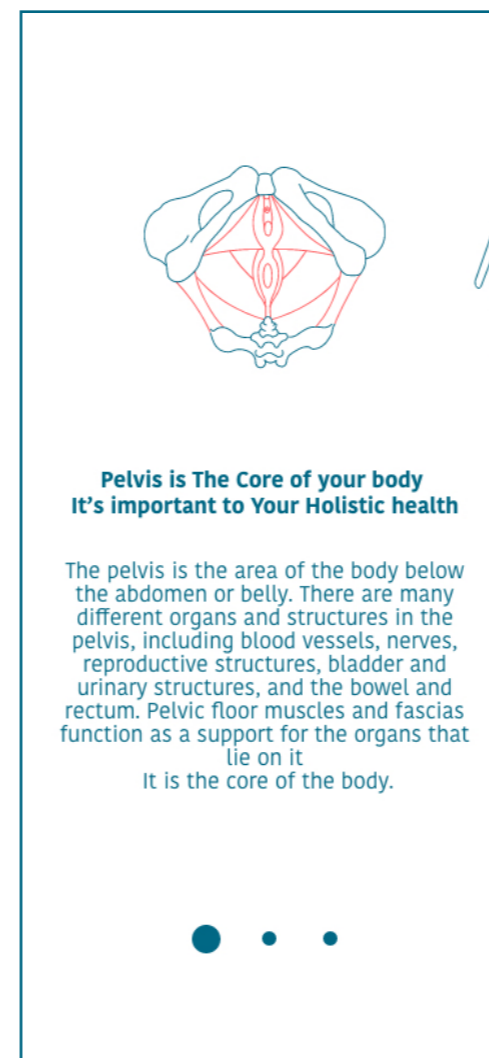 Pelvis is The Core of your body
It's important to Your Holistic health
The pelvis is the area of the body below
the abdomen or belly. There are many
different organs and structures in the
pelvis, including blood vessels, nerves,
reproductive structures, bladder and
urinary structures, and the bowel and
rectum. Pelvic floor muscles and fascias
function as a support for the organs that
lie on it
It is the core of the body.